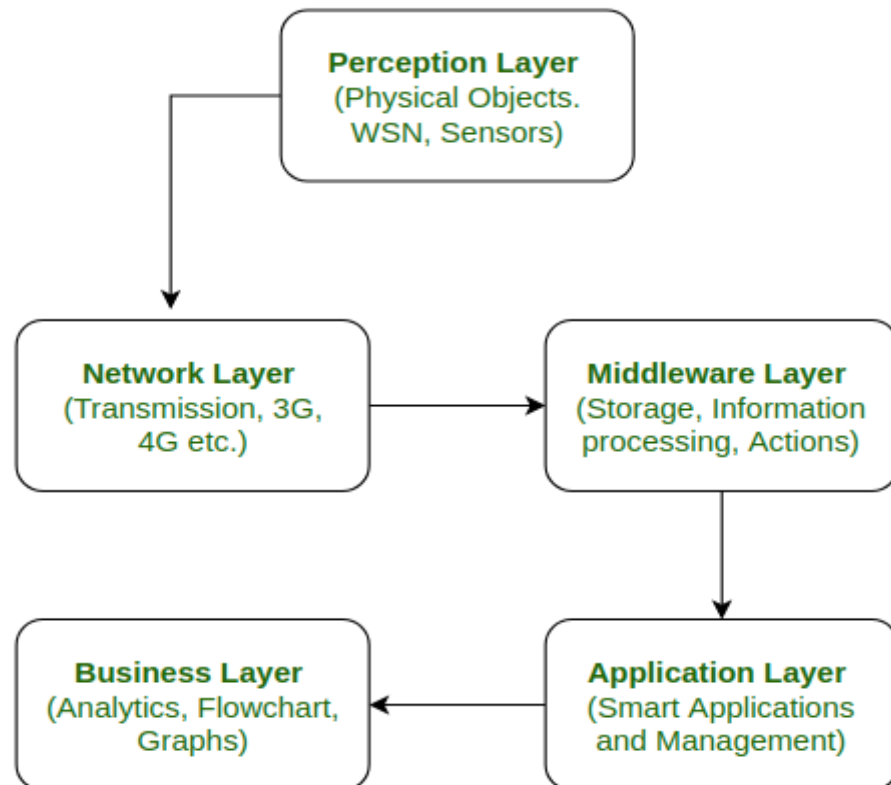 Perception Layer
(Physical Objects.
WSN, Sensors)
Network Layer
(Transmission, 3G,
4G etc.)
Middleware Layer
(Storage, Information
processing, Actions)
Business Layer
(Analytics, Flowchart,
Graphs)
Application Layer
(Smart Applications
and Management)